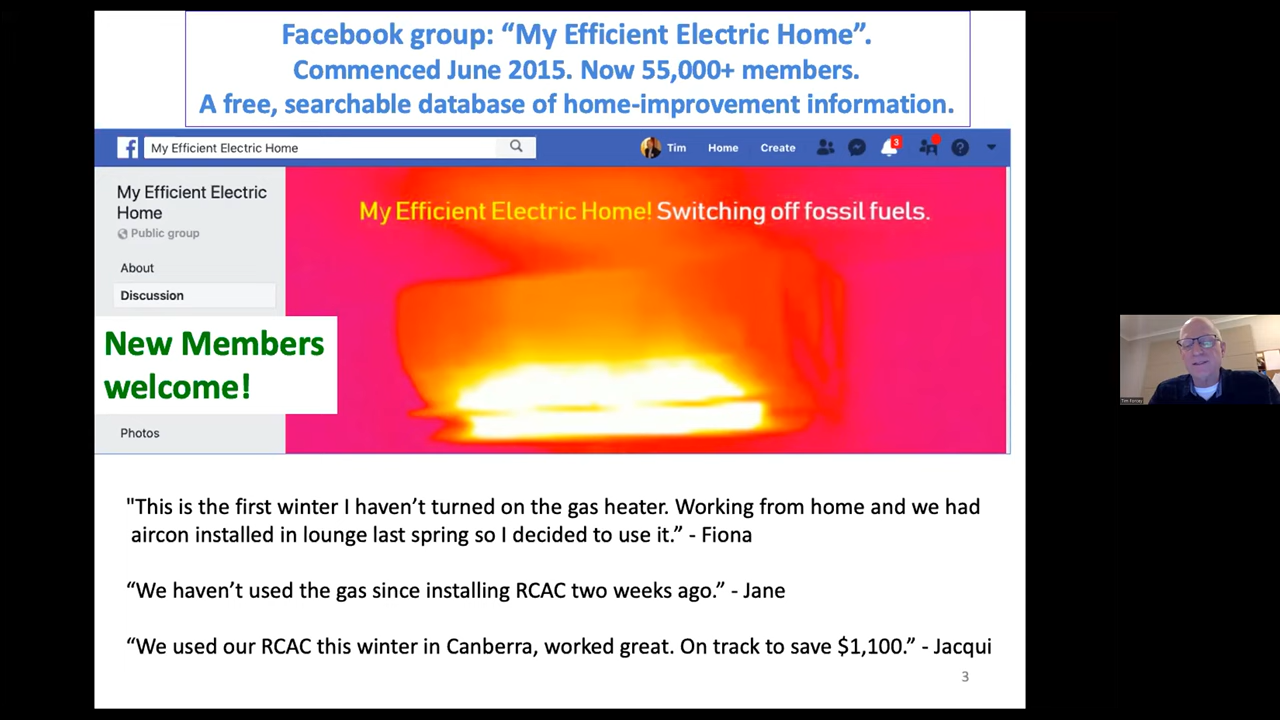 Facebook group: “My Efficient Electric Home”.
Commenced June 2015. Now 55,000+ members.
A free, searchable database of home-improvement information.
My Efficient Electric Home
Tim
Home
Create
3
My Efficient Electric
Home
Public group
About
Discussion
My Efficient Electric Home! Switching off fossil fuels.
New Members
welcome!
Photos
"This is the first winter I haven’t turned on the gas heater. Working from home and we had
aircon installed in lounge last spring so I decided to use it.” - Fiona
“We haven’t used the gas since installing RCAC two weeks ago.” - Jane
“We used our RCAC this winter in Canberra, worked great. On track to save $1,100.” - Jacqui
3